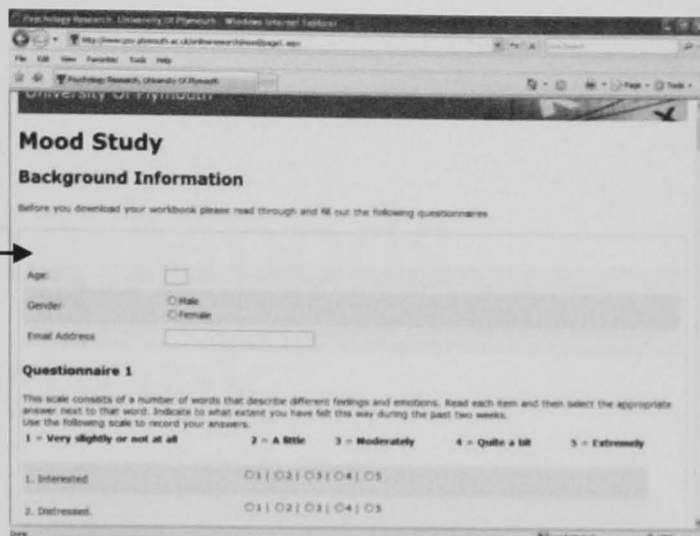 Psychology Research, University Of Plymouth - Windows Internet Explorer
File Edit View Favorites Tools Help
Psychology Research, University Of Plymouth
Page Tools
University Of Plymouth
Mood Study
Background Information
Before you download your workbook please read through and fill out the following questionnaires
Age:
Gender
Male
Female
Email Address
Questionnaire 1
This scale consists of a number of words that describe different feelings and emotions. Read each item and then select the appropriate
answer next to that word. Indicate to what extent you have felt this way during the past two weeks.
Use the following scale to record your answers.
1 = Very slightly or not at all 2 = A little 3 = Moderately 4 = Quite a bit 5 = Extremely
1. Interested 1 | 2 | 3 | 4 | 5
2. Distressed. 1 | 2 | 3 | 4 | 5
Done